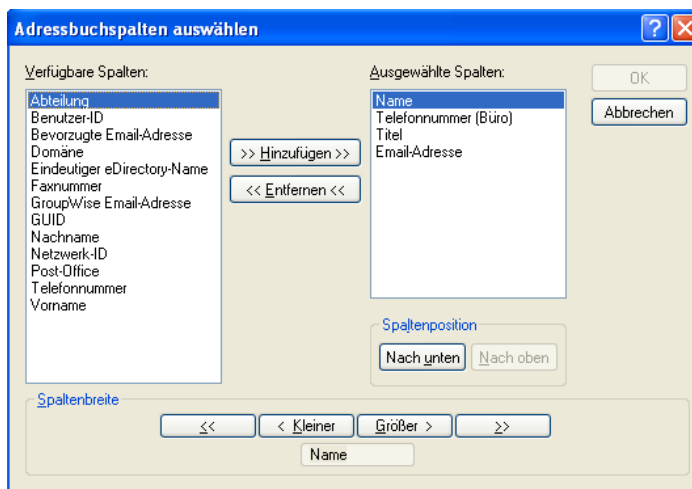 Adressbuchspalten auswählen
Verfügbare Spalten:
Abteilung
Benutzer-ID
Bevorzugte Email-Adresse
Domäne
Eindeutiger eDirectory-Name
Faxnummer
GroupWise Email-Adresse
GUID
Nachname
Netzwerk-ID
Post-Office
Telefonnummer
Vorname
>> Hinzufügen >>
<< Entfernen <<
Ausgewählte Spalten:
Name
Telefonnummer (Büro)
Titel
Email-Adresse
OK
Abbrechen
Spaltenposition
Nach unten
Nach oben
Spaltenbreite
<<
< Kleiner
Größer >
>>
Name